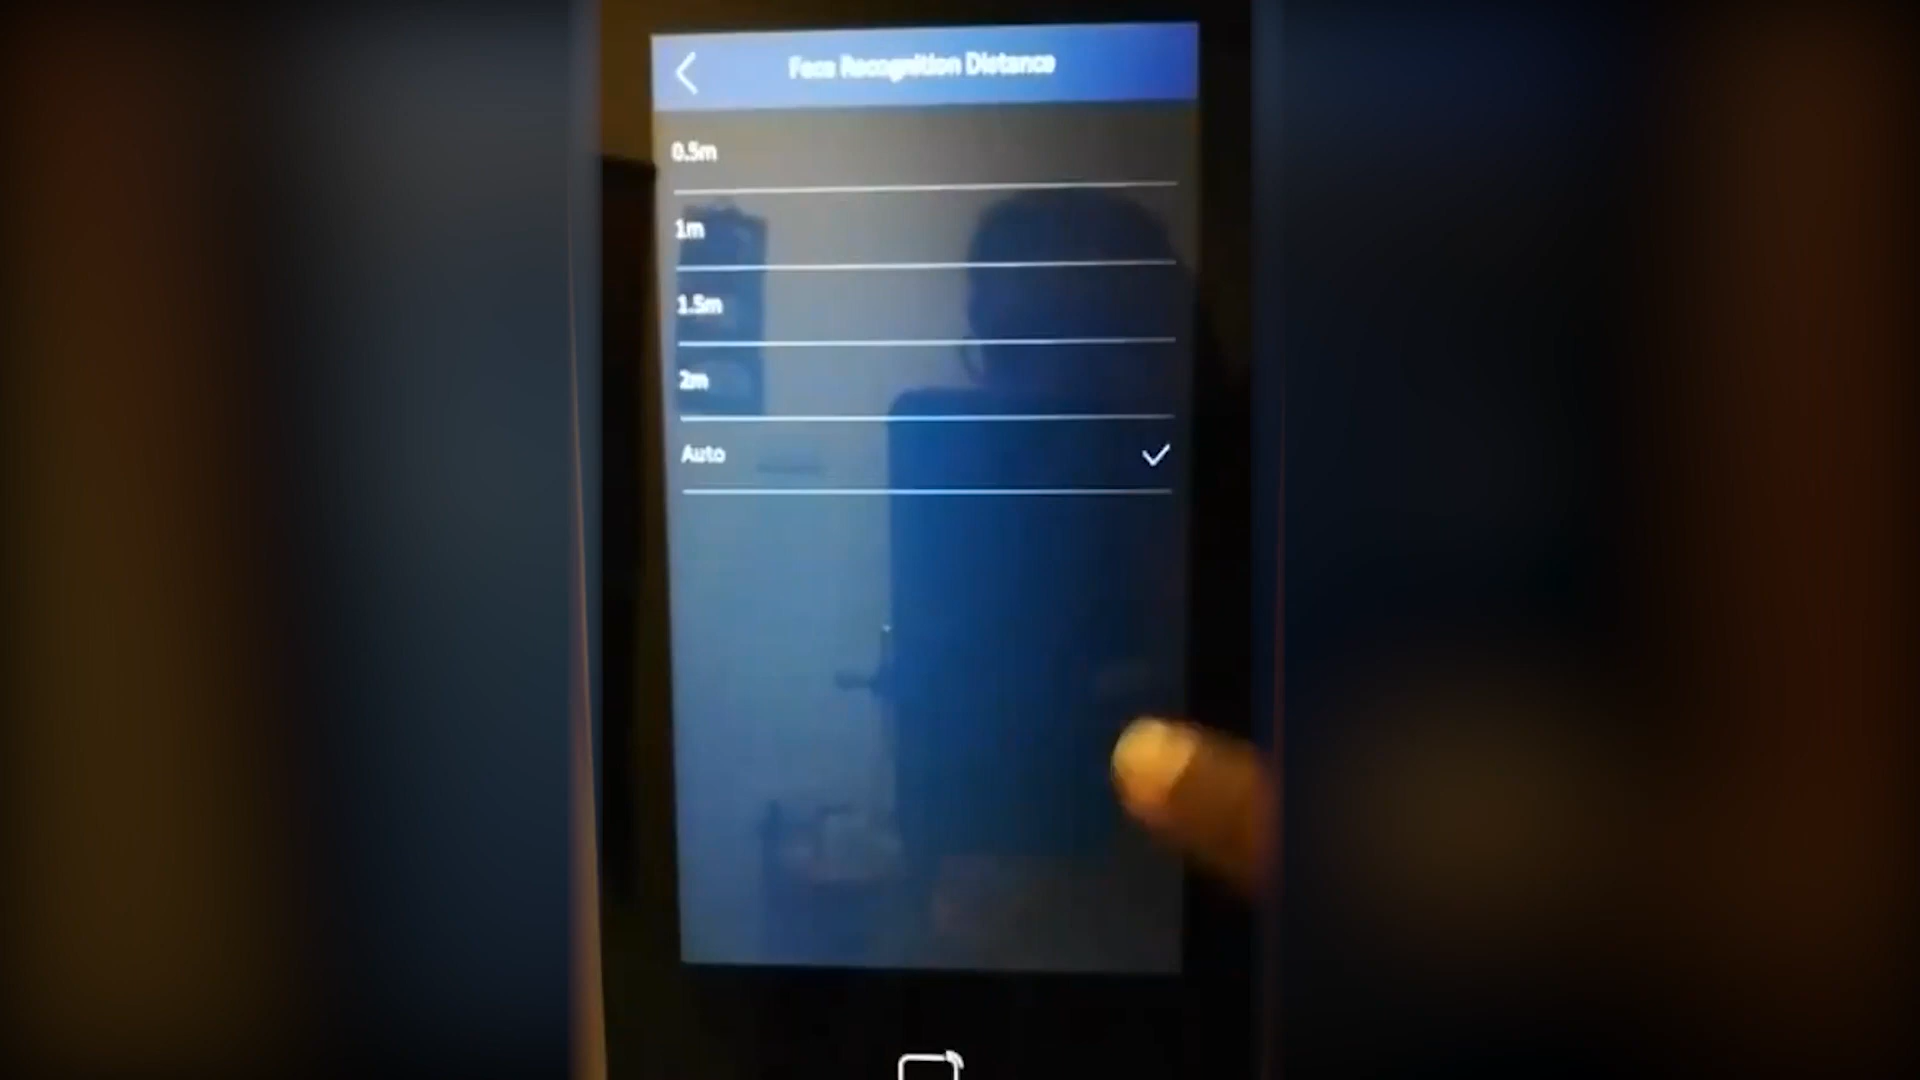 Face Recognition Distance
0.5m
1m
1.5m
2m
Auto